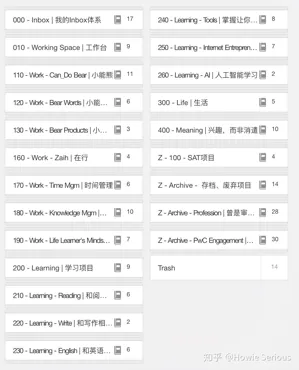 000 - Inbox | 我的Inbox体系 17
010 - Working Space | 工作台 9
110 - Work - Can_Do Bear | 小能熊 11
120 - Work - Bear Words | 小能... 6
130 - Work - Bear Products | 小... 3
160 - Work - Zaih | 在行 4
170 - Work - Time Mgm | 时间管理 6
180 - Work - Knowledge Mgm |... 10
190 - Work - Life Learner's Minds... 7
200 - Learning | 学习项目 9
210 - Learning - Reading | 和阅... 6
220 - Learning - Write | 和写作相... 2
230 - Learning - English | 和英语... 6
240 - Learning - Tools | 掌握让你... 8
250 - Learning - Internet Entrepren... 7
260 - Learning - AI | 人工智能学习 2
300 - Life | 生活 5
400 - Meaning | 兴趣，而非消遣 10
Z - 100 - SAT项目 4
Z - Archive - 存档、废弃项目 14
Z - Archive - Profession | 曾是审... 28
Z - Archive - PwC Engagement |... 30
Trash 14
知乎 @Howie Serious